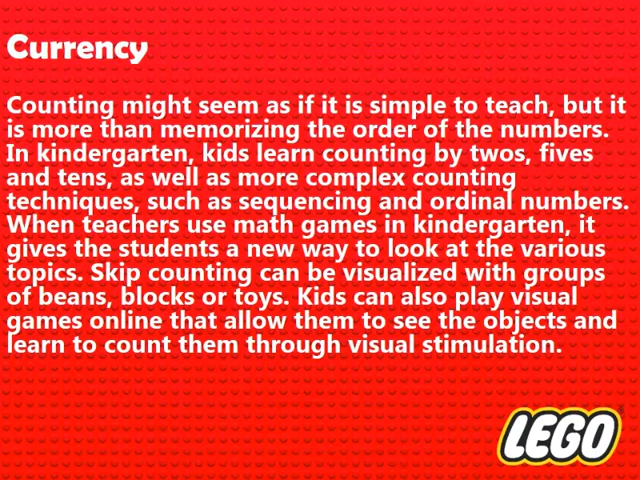 Currency
Counting might seem as if it is simple to teach, but it
is more than memorizing the order of the numbers.
In kindergarten, kids learn counting by twos, fives
and tens, as well as more complex counting
techniques, such as sequencing and ordinal numbers.
When teachers use math games in kindergarten, it
gives the students a new way to look at the various
topics. Skip counting can be visualized with groups
of beans, blocks or toys. Kids can also play visual
games online that allow them to see the objects and
learn to count them through visual stimulation.
LEGO